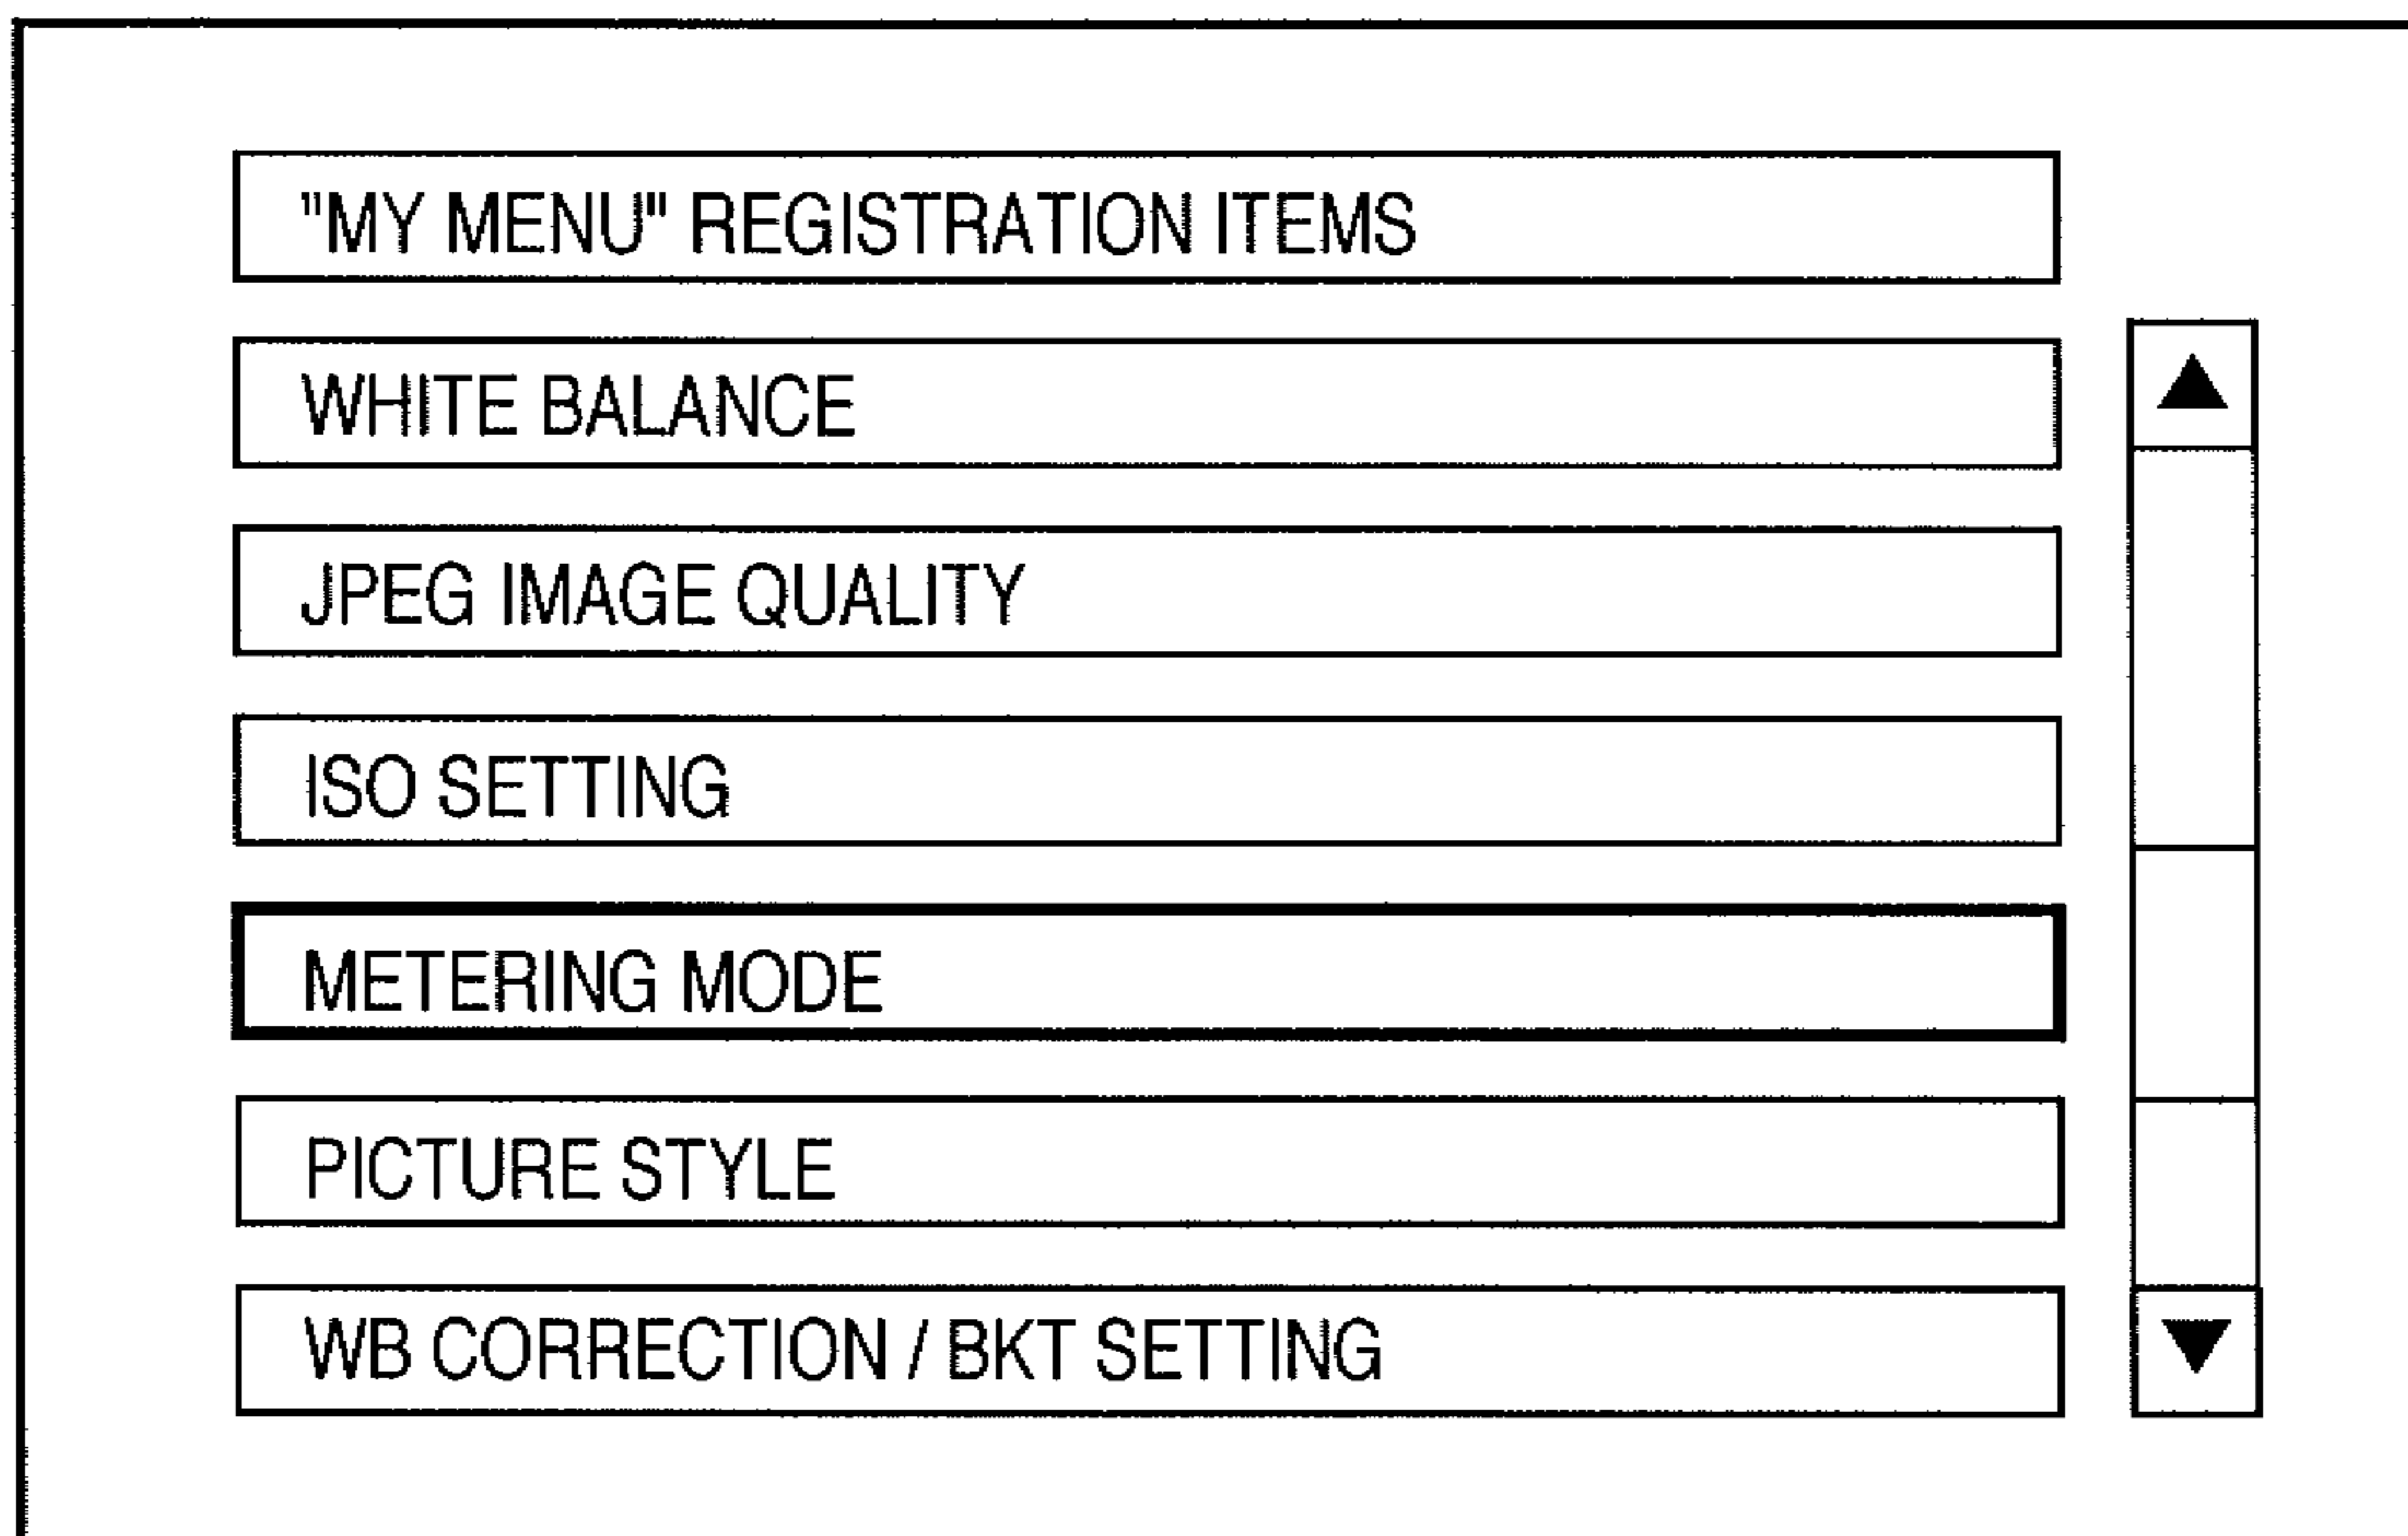 "MY MENU" REGISTRATION ITEMS
WHITE BALANCE
JPEG IMAGE QUALITY
ISO SETTING
METERING MODE
PICTURE STYLE
WB CORRECTION / BKT SETTING